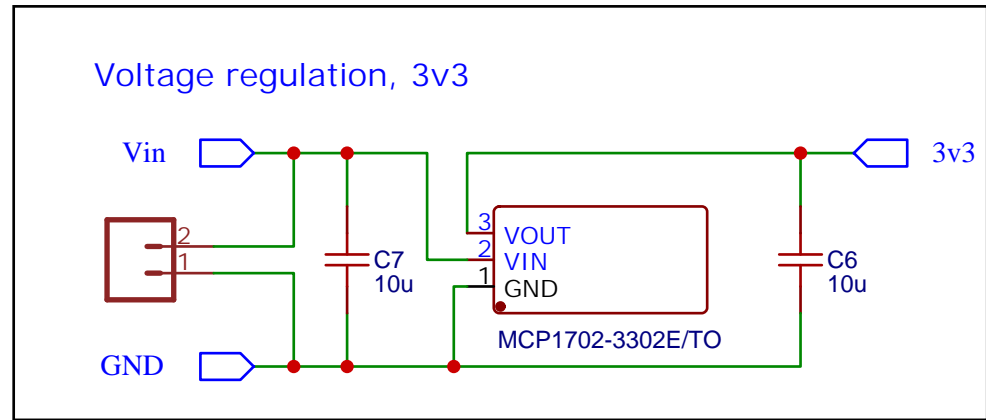 Voltage regulation, 3v3
Vin
3v3
2
1
C7
10u
3
VOUT
2
VIN
1
GND
C6
10u
MCP1702-3302E/TO
GND